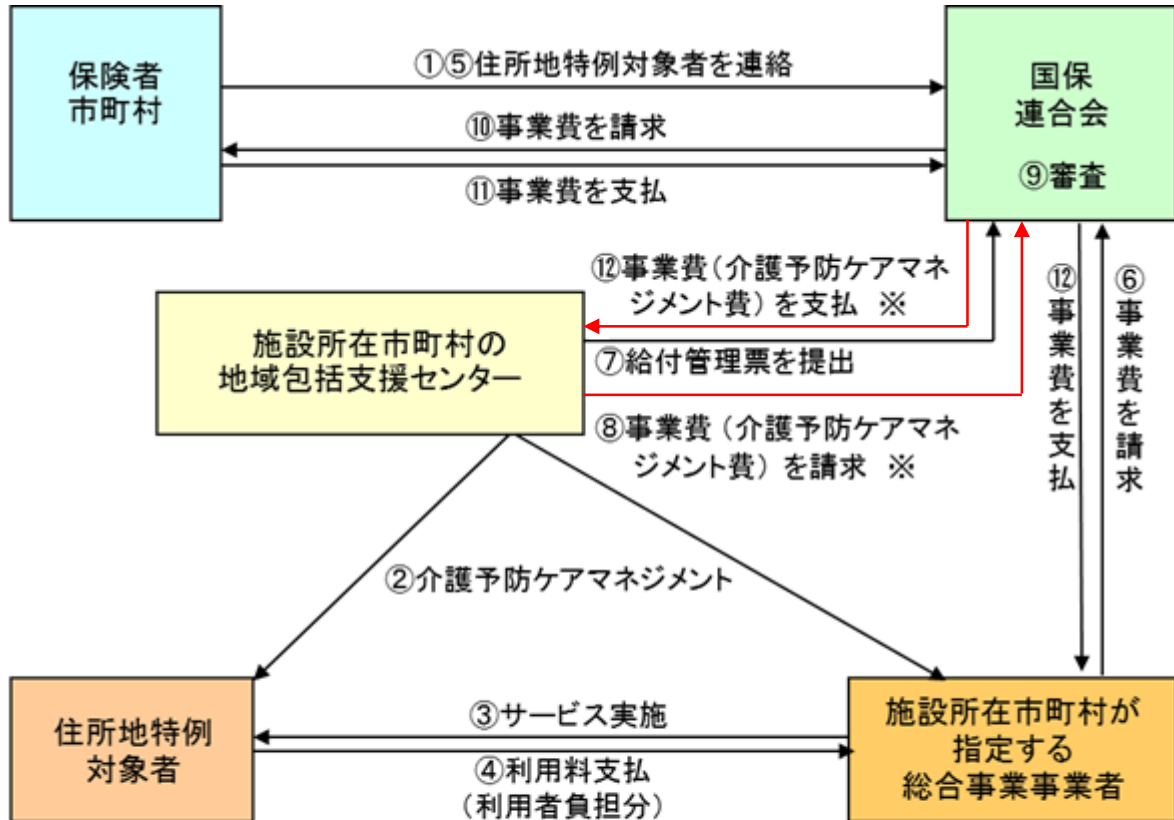 保険者
市町村
①⑤住所地特例対象者を連絡
国保
連合会
⑨審査
⑩事業費を請求
⑪事業費を支払
⑫事業費（介護予防ケアマネ
ジメント費）を支払 ※
施設所在市町村の
地域包括支援センター
⑦給付管理票を提出
⑧事業費（介護予防ケアマネ
ジメント費）を請求 ※
⑫事業費を支払
⑥事業費を請求
②介護予防ケアマネジメント
住所地特例
対象者
③サービス実施
④利用料支払
（利用者負担分）
施設所在市町村が
指定する
総合事業事業者